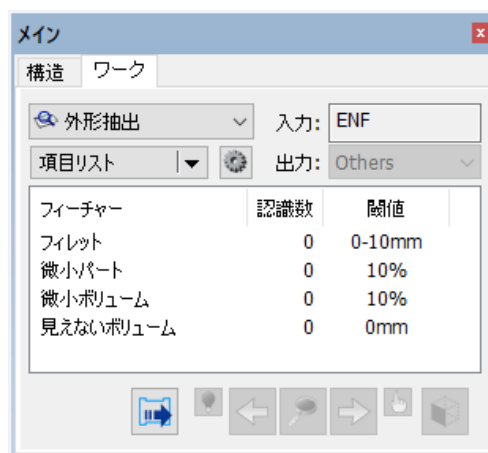 メイン
構造 ワーク
外形抽出 入力: ENF
項目リスト 出力: Others
フィーチャー 認識数 閾値
フィレット 0 0-10mm
微小パート 0 10%
微小ボリューム 0 10%
見えないボリューム 0 0mm